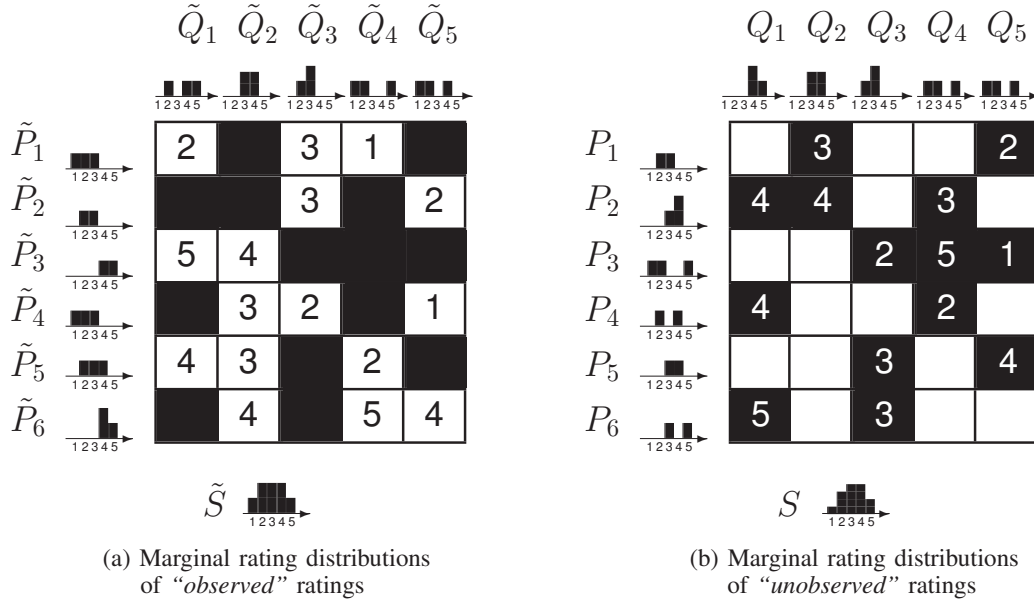 Q̃1 Q̃2 Q̃3 Q̃4 Q̃5
12345 12345 12345 12345 12345
P̃1 12345 2 3 1
P̃2 12345 3 2
P̃3 12345 5 4
P̃4 12345 3 2 1
P̃5 12345 4 3 2
P̃6 12345 4 5 4
S̃ 12345
(a) Marginal rating distributions
of “observed” ratings
Q1 Q2 Q3 Q4 Q5
12345 12345 12345 12345 12345
P1 12345 3 2
P2 12345 4 4 3
P3 12345 2 5 1
P4 12345 4 2
P5 12345 3 4
P6 12345 5 3
S 12345
(b) Marginal rating distributions
of “unobserved” ratings